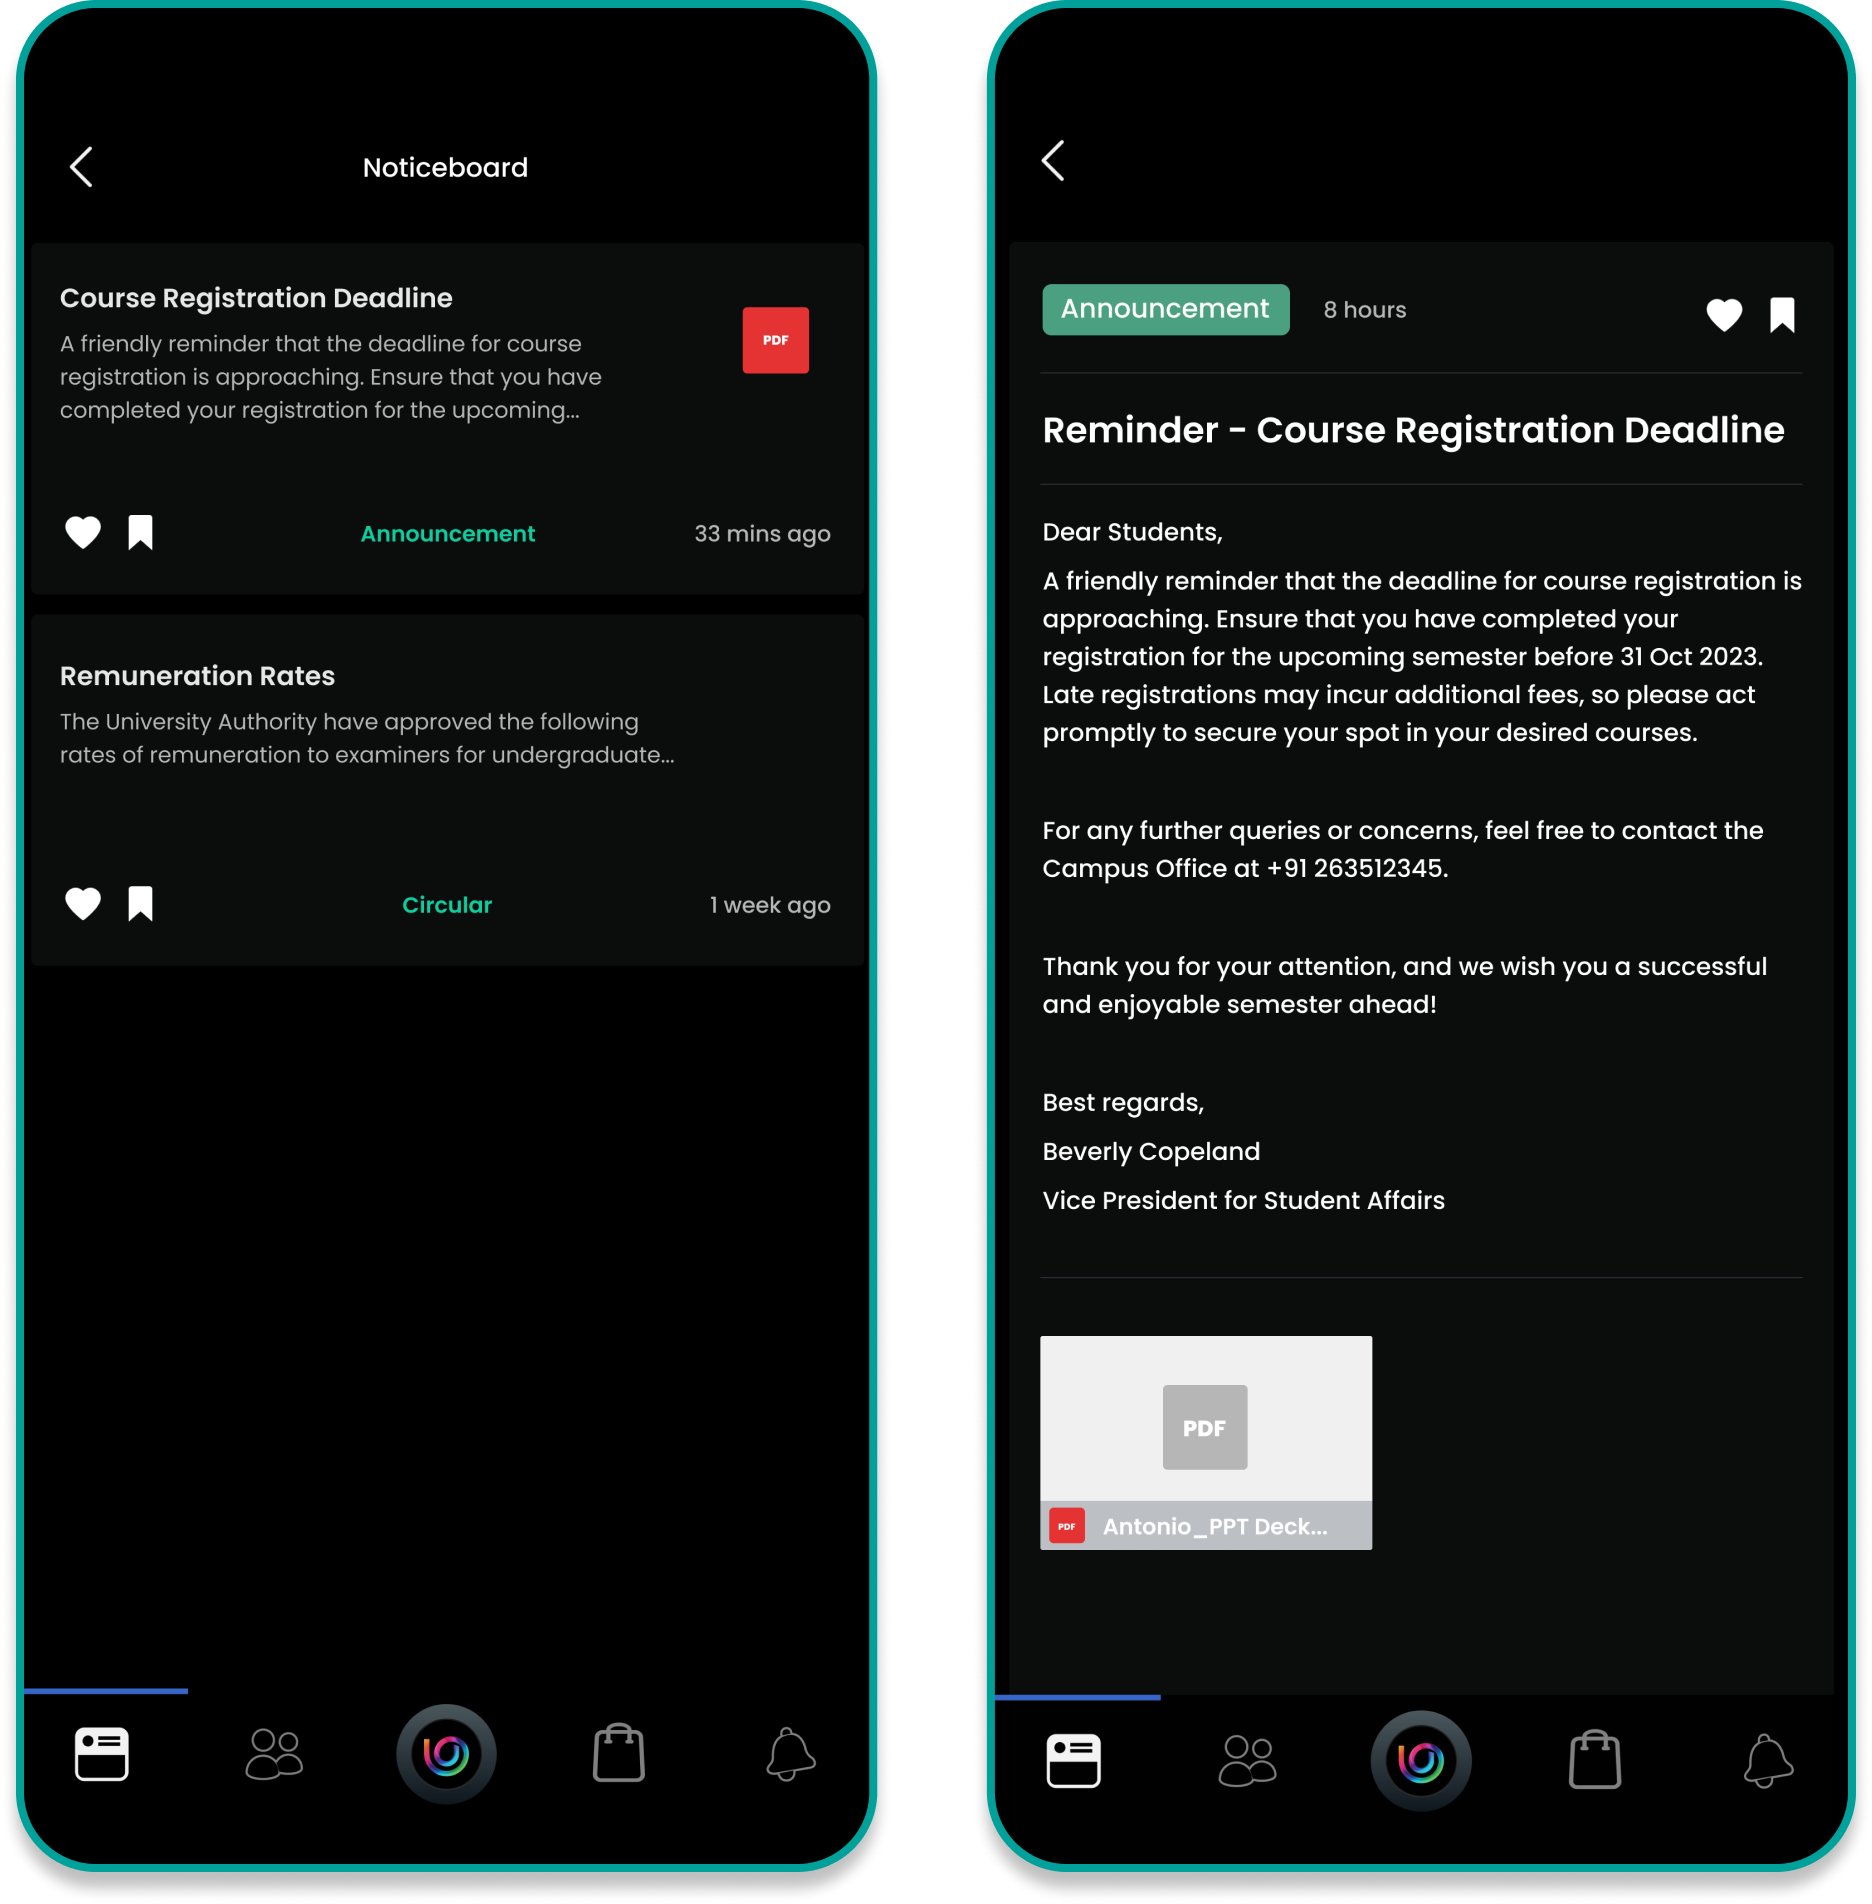 Noticeboard
Course Registration Deadline
A friendly reminder that the deadline for course
registration is approaching. Ensure that you have
completed your registration for the upcoming...
PDF
Announcement
33 mins ago
Remuneration Rates
The University Authority have approved the following
rates of remuneration to examiners for undergraduate...
Circular
1 week ago
Announcement
8 hours
Reminder - Course Registration Deadline
Dear Students,
A friendly reminder that the deadline for course registration is
approaching. Ensure that you have completed your
registration for the upcoming semester before 31 Oct 2023.
Late registrations may incur additional fees, so please act
promptly to secure your spot in your desired courses.
For any further queries or concerns, feel free to contact the
Campus Office at +91 263512345.
Thank you for your attention, and we wish you a successful
and enjoyable semester ahead!
Best regards,
Beverly Copeland
Vice President for Student Affairs
PDF
PDF
Antonio_PPT Deck...